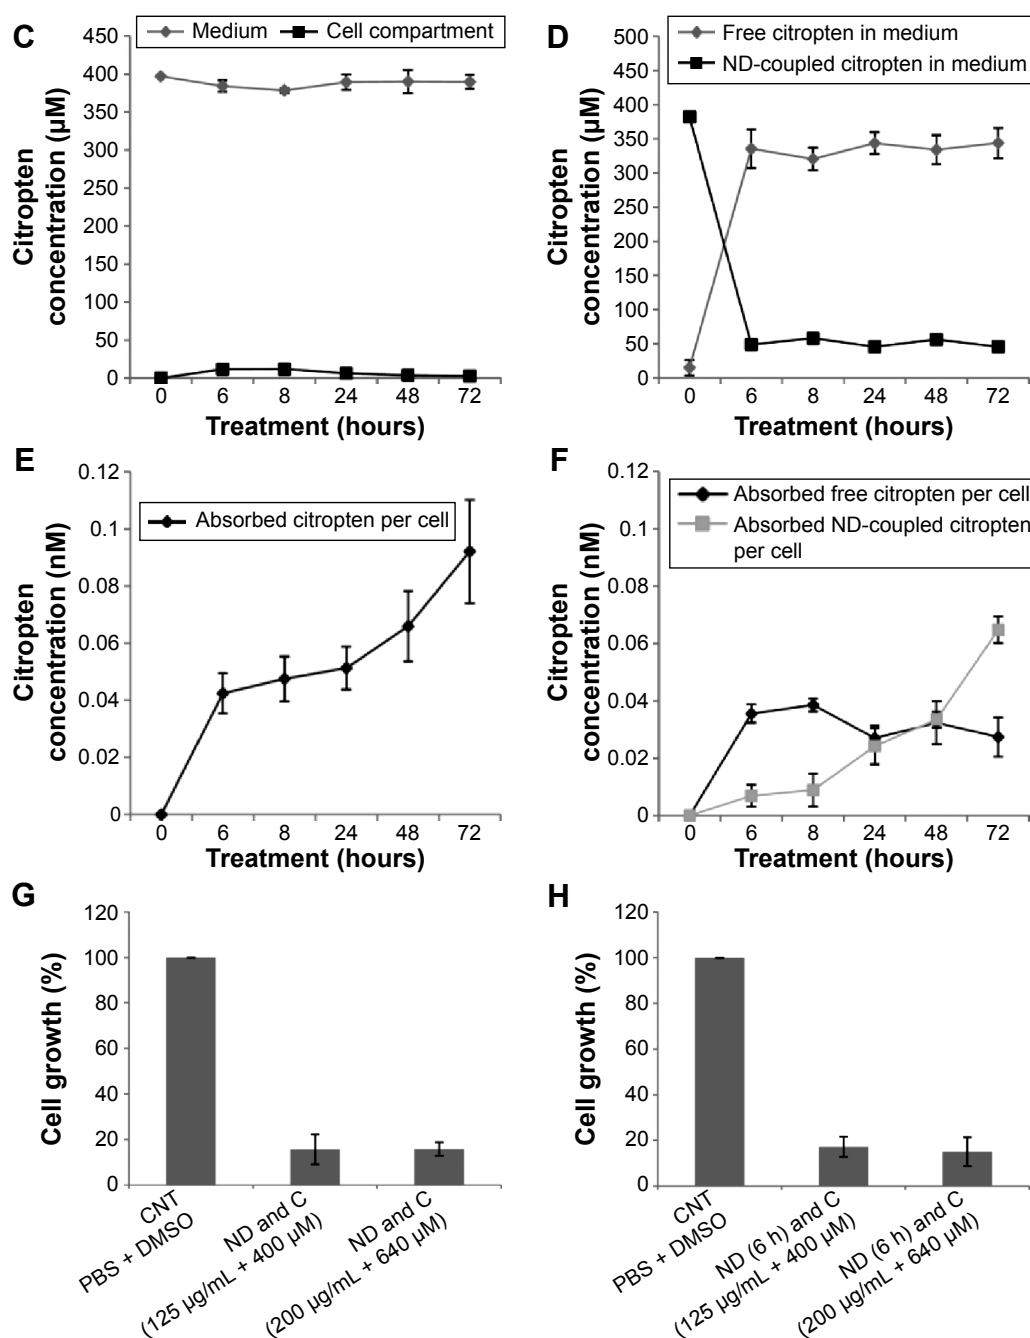 C
Medium
Cell compartment
Citropten
concentration (µM)
450
400
350
300
250
200
150
100
50
0
0 6 8 24 48 72
Treatment (hours)
D
Free citropten in medium
ND-coupled citropten in medium
Citropten
concentration (µM)
500
450
400
350
300
250
200
150
100
50
0
0 6 8 24 48 72
Treatment (hours)
E
Absorbed citropten per cell
Citropten
concentration (nM)
0.12
0.1
0.08
0.06
0.04
0.02
0
0 6 8 24 48 72
Treatment (hours)
F
Absorbed free citropten per cell
Absorbed ND-coupled citropten
per cell
Citropten
concentration (nM)
0.12
0.1
0.08
0.06
0.04
0.02
0
0 6 8 24 48 72
Treatment (hours)
G
Cell growth (%)
120
100
80
60
40
20
0
CNT
PBS + DMSO
ND and C
(125 µg/mL + 400 µM)
ND and C
(200 µg/mL + 640 µM)
H
Cell growth (%)
120
100
80
60
40
20
0
CNT
PBS + DMSO
ND (6 h) and C
(125 µg/mL + 400 µM)
ND (6 h) and C
(200 µg/mL + 640 µM)